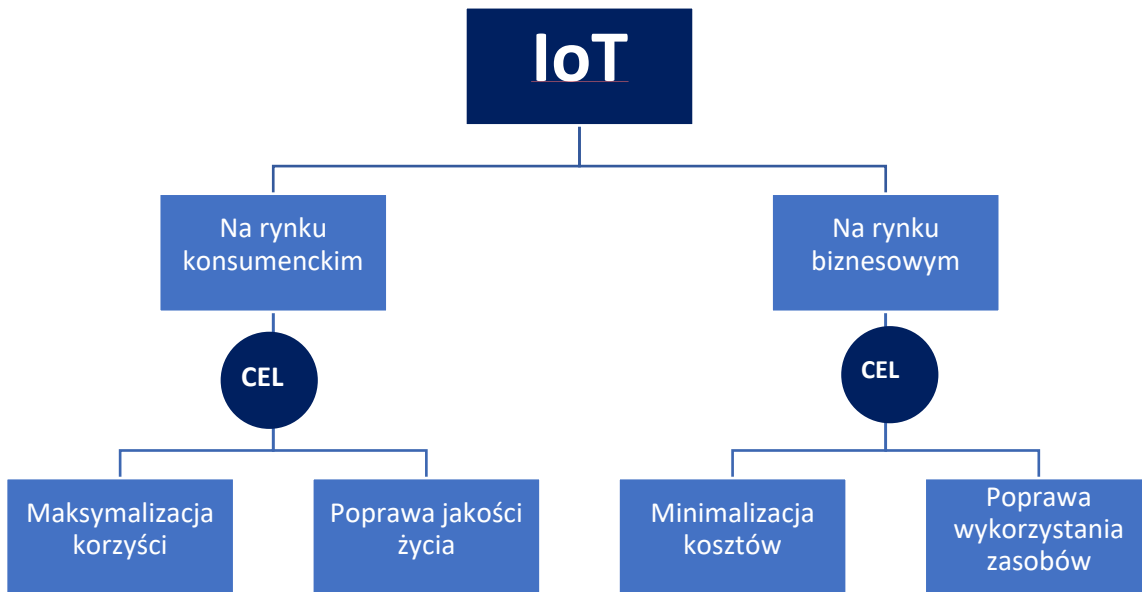 IoT
Na rynku
konsumenckim
Na rynku
biznesowym
CEL
CEL
Maksymalizacja
korzyści
Poprawa jakości
życia
Minimalizacja
kosztów
Poprawa
wykorzystania
zasobów